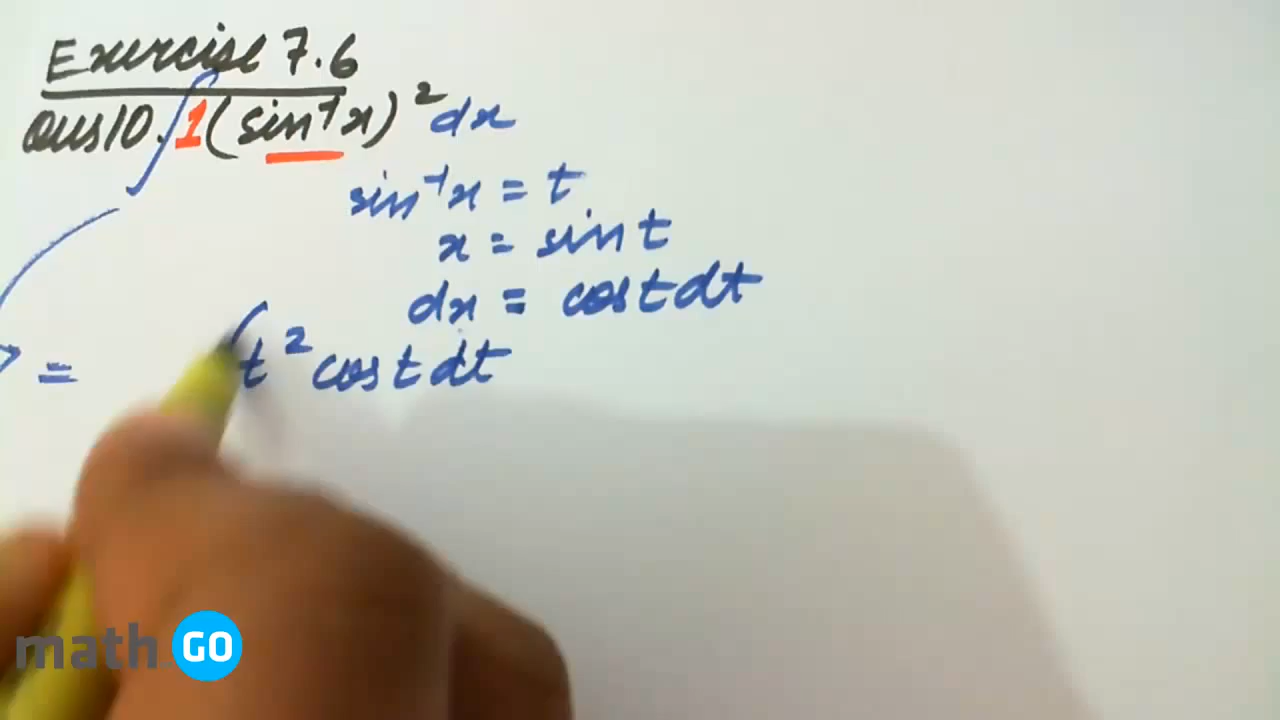 Exercise 7.6
Ques10. ∫1(sin⁻¹x)² dx
sin⁻¹x = t
x = sin t
dx = cost dt
= ∫t² cos t dt
math.GO